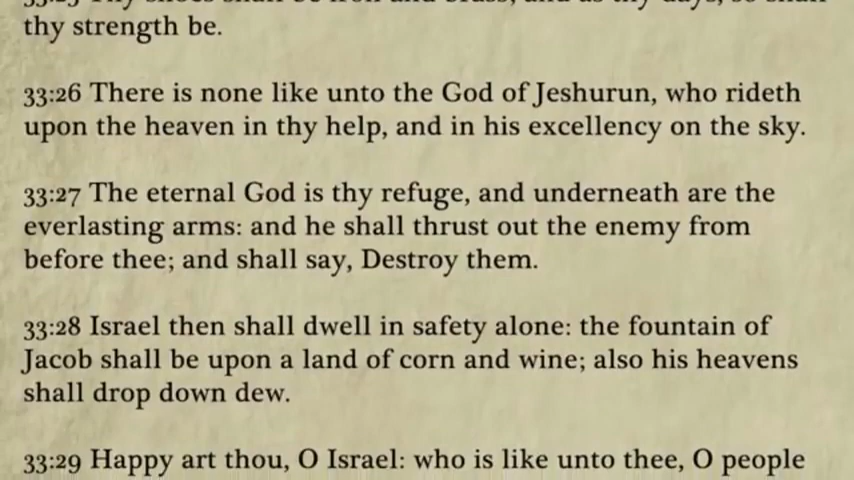 thy strength be.
33:26 There is none like unto the God of Jeshurun, who rideth
upon the heaven in thy help, and in his excellency on the sky.
33:27 The eternal God is thy refuge, and underneath are the
everlasting arms: and he shall thrust out the enemy from
before thee; and shall say, Destroy them.
33:28 Israel then shall dwell in safety alone: the fountain of
Jacob shall be upon a land of corn and wine; also his heavens
shall drop down dew.
33:29 Happy art thou, O Israel: who is like unto thee, O people